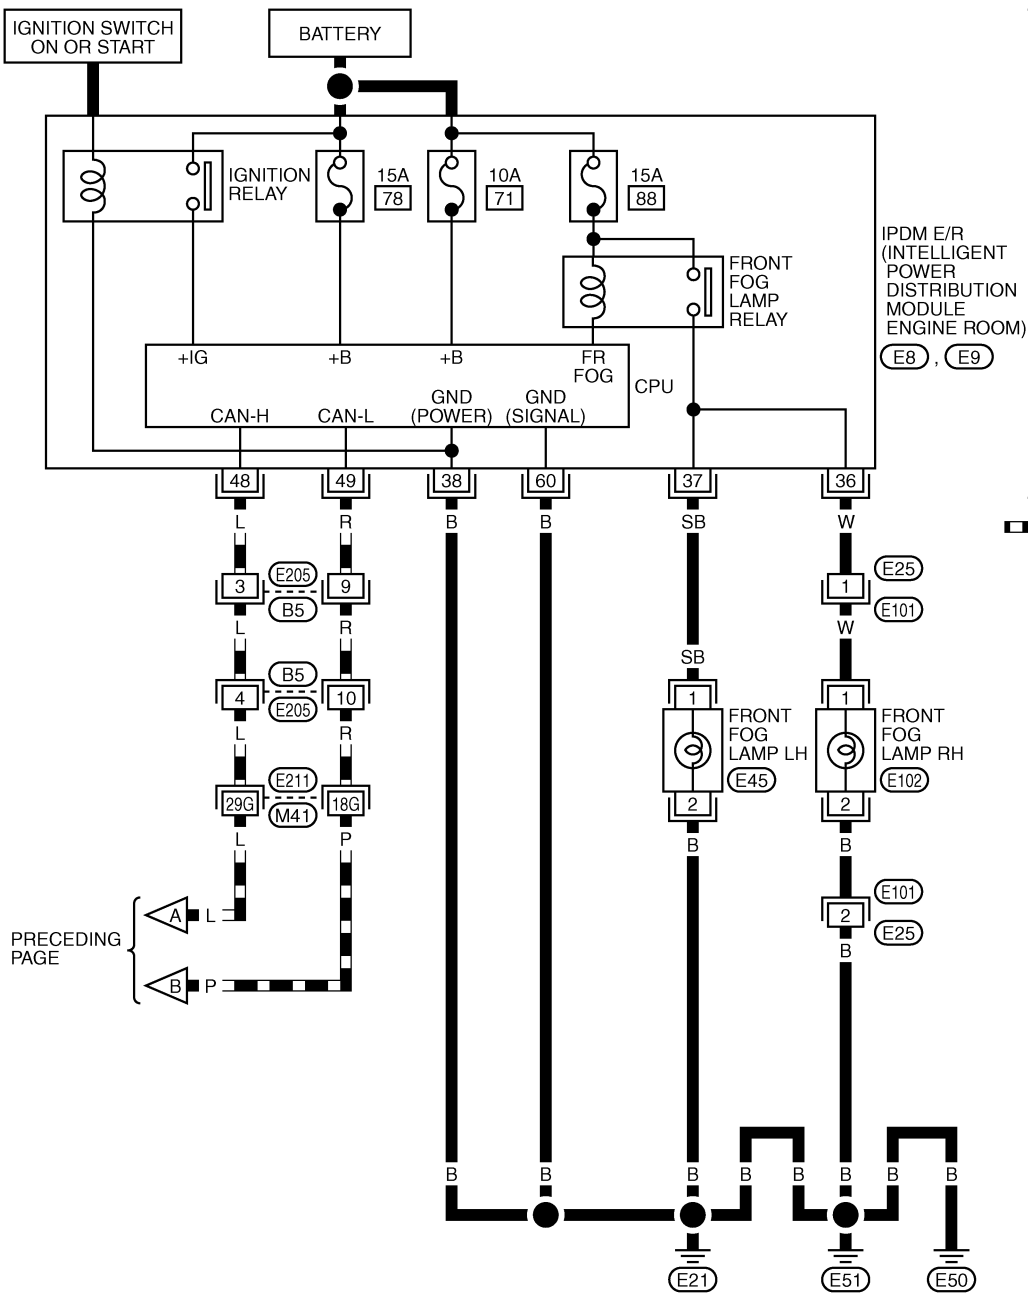 IGNITION SWITCH
ON OR START
BATTERY
IGNITION
RELAY
15A
78
10A
71
15A
88
FRONT
FOG
LAMP
RELAY
IPDM E/R
(INTELLIGENT
POWER
DISTRIBUTION
MODULE
ENGINE ROOM)
E8 , E9
+IG
+B
+B
FR
FOG
CPU
CAN-H
CAN-L
GND
(POWER)
GND
(SIGNAL)
48
49
38
60
37
36
L
R
B
B
SB
W
3
E205
B5
9
1
E25
E101
L
R
W
SB
4
B5
E205
10
1
1
L
R
FRONT
FOG
LAMP LH
E45
FRONT
FOG
LAMP RH
E102
29G
E211
M41
18G
2
2
L
P
B
B
E101
2
E25
B
PRECEDING
PAGE
A L
B P
B
B
B
B
B
B
B
B
E21
E51
E50